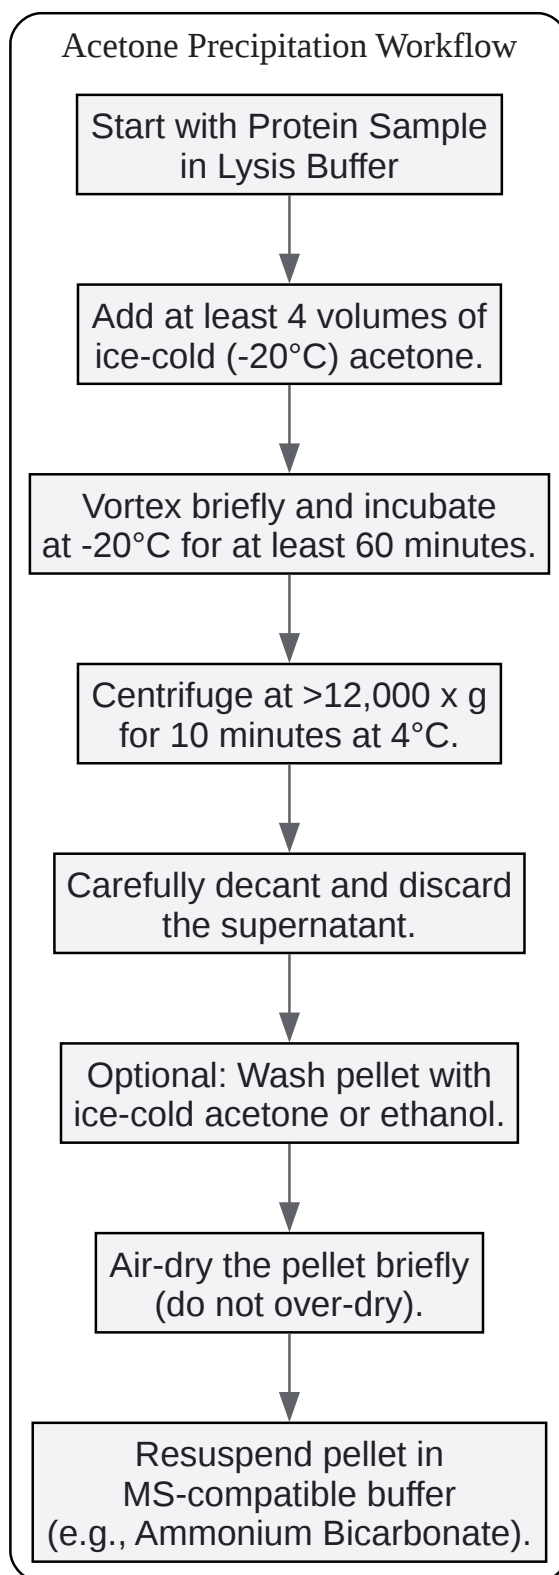 Acetone Precipitation Workflow
Start with Protein Sample
in Lysis Buffer
Add at least 4 volumes of
ice-cold (-20°C) acetone.
Vortex briefly and incubate
at -20°C for at least 60 minutes.
Centrifuge at >12,000 x g
for 10 minutes at 4°C.
Carefully decant and discard
the supernatant.
Optional: Wash pellet with
ice-cold acetone or ethanol.
Air-dry the pellet briefly
(do not over-dry).
Resuspend pellet in
MS-compatible buffer
(e.g., Ammonium Bicarbonate).